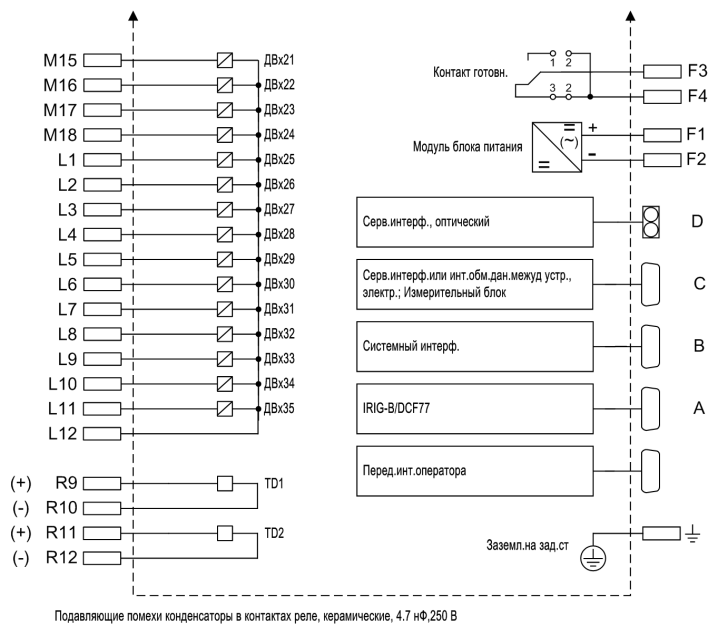 M15 ДВх21
M16 ДВх22
M17 ДВх23
M18 ДВх24
L1 ДВх25
L2 ДВх26
L3 ДВх27
L4 ДВх28
L5 ДВх29
L6 ДВх30
L7 ДВх31
L8 ДВх32
L9 ДВх33
L10 ДВх34
L11 ДВх35
L12
(+) R9 TD1
(-) R10
(+) R11 TD2
(-) R12
Контакт готовн.
1 2
3 2
F3
F4
Модуль блока питания
= (~) =
+ F1
- F2
Серв.интерф., оптический
D
Серв.интерф.или инт.обм.дан.межуд устр.,
электр.; Измерительный блок
C
Системный интерф.
B
IRIG-B/DCF77
A
Перед.инт.оператора
Заземл.на зад.ст
Подавляющие помехи конденсаторы в контактах реле, керамические, 4.7 нФ,250 В